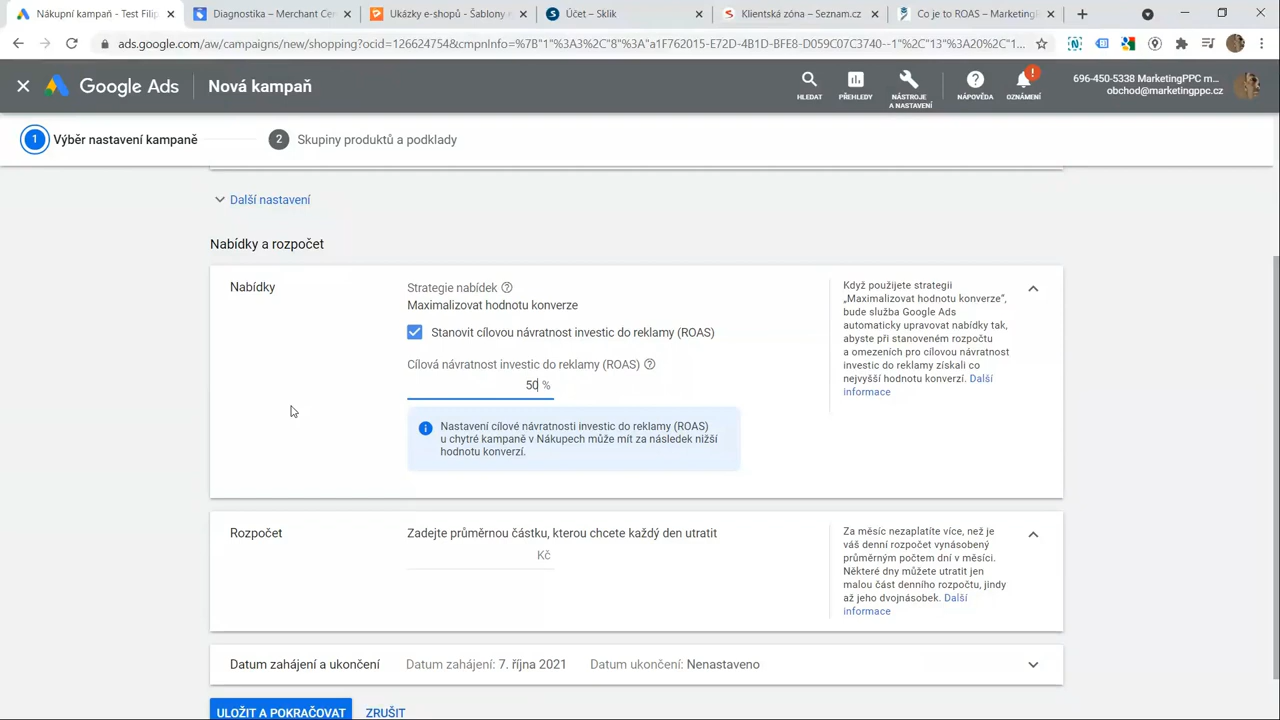 Nákupní kampaň - Test Filip
Diagnostika – Merchant Cen
Ukázky e-shopů - Šablony
Účet – Sklik
Klientská zóna – Seznam.cz
Co je to ROAS – Marketing
ads.google.com/aw/campaigns/new/shopping?ocid=126623754&cmpnInfo=%7B"1"%3A3%2C"8"%3A"a1F762015-E72D-4B1D-BFE8-D059C07C3740--1"%2C"13"%3A20%2C"1...
Google Ads
Nová kampaň
HLEDAT
PŘEHLEDY
NÁSTROJE
A NASTAVENÍ
NÁPOVĚDA
OZNÁMENÍ
696-450-5338 MarketingPPC m...
obchod@marketingppc.cz
1 Výběr nastavení kampaně
2 Skupiny produktů a podklady
Další nastavení
Nabídky a rozpočet
Nabídky
Strategie nabídek
Maximalizovat hodnotu konverze
Stanovit cílovou návratnost investic do reklamy (ROAS)
Cílová návratnost investic do reklamy (ROAS)
50 %
Nastavení cílové návratnosti investic do reklamy (ROAS)
u chytré kampaně v Nákupech může mít za následek nižší
hodnotu konverzí.
Když použijete strategii
„Maximalizovat hodnotu konverze",
bude služba Google Ads
automaticky upravovat nabídky tak,
abyste při stanoveném rozpočtu
a omezeních pro cílovou návratnost
investic do reklamy získali co
nejvyšší hodnotu konverzí. Další
informace
Rozpočet
Zadejte průměrnou částku, kterou chcete každý den utratit
Kč
Za měsíc nezaplatíte více, než je
váš denní rozpočet vynásobený
průměrným počtem dní v měsíci.
Některé dny můžete utratit jen
malou část denního rozpočtu, jindy
až jeho dvojnásobek. Další
informace
Datum zahájení a ukončení
Datum zahájení: 7. října 2021
Datum ukončení: Nenastaveno
ULOŽIT A POKRAČOVAT
ZRUŠIT